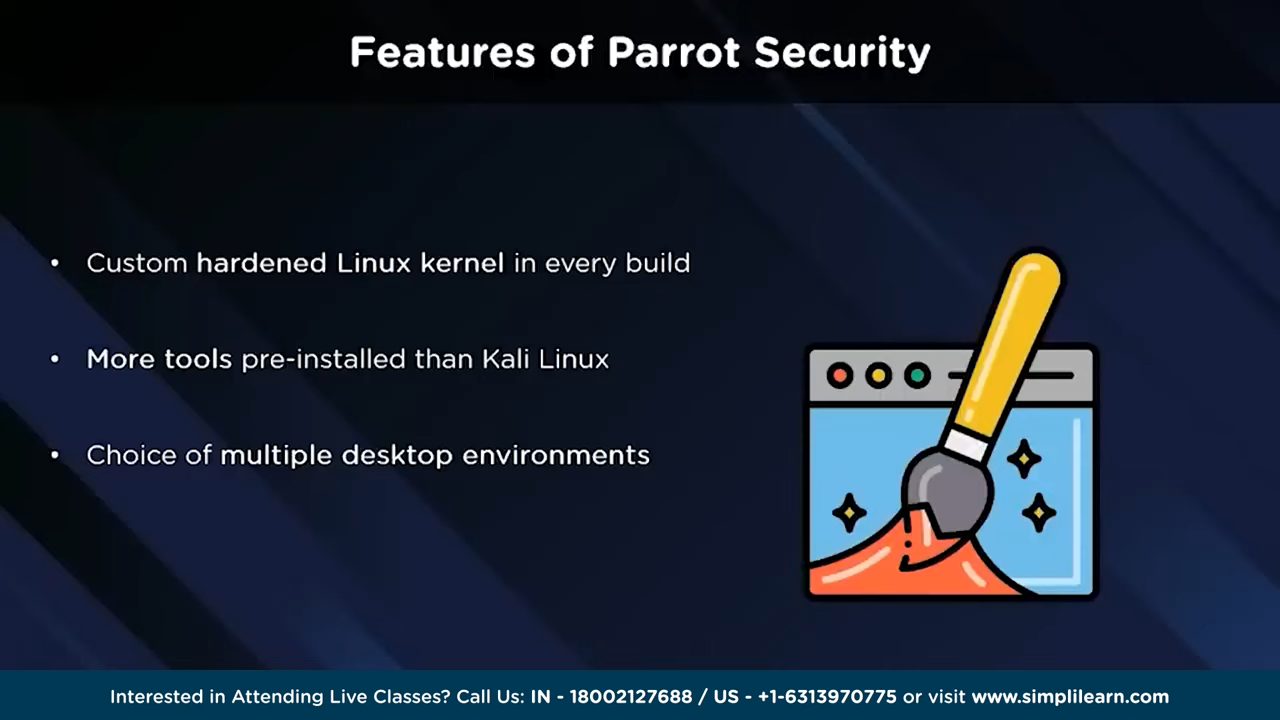 Features of Parrot Security
• Custom hardened Linux kernel in every build
• More tools pre-installed than Kali Linux
• Choice of multiple desktop environments
Interested in Attending Live Classes? Call Us: IN - 18002127688 / US - +1-6313970775 or visit www.simplilearn.com